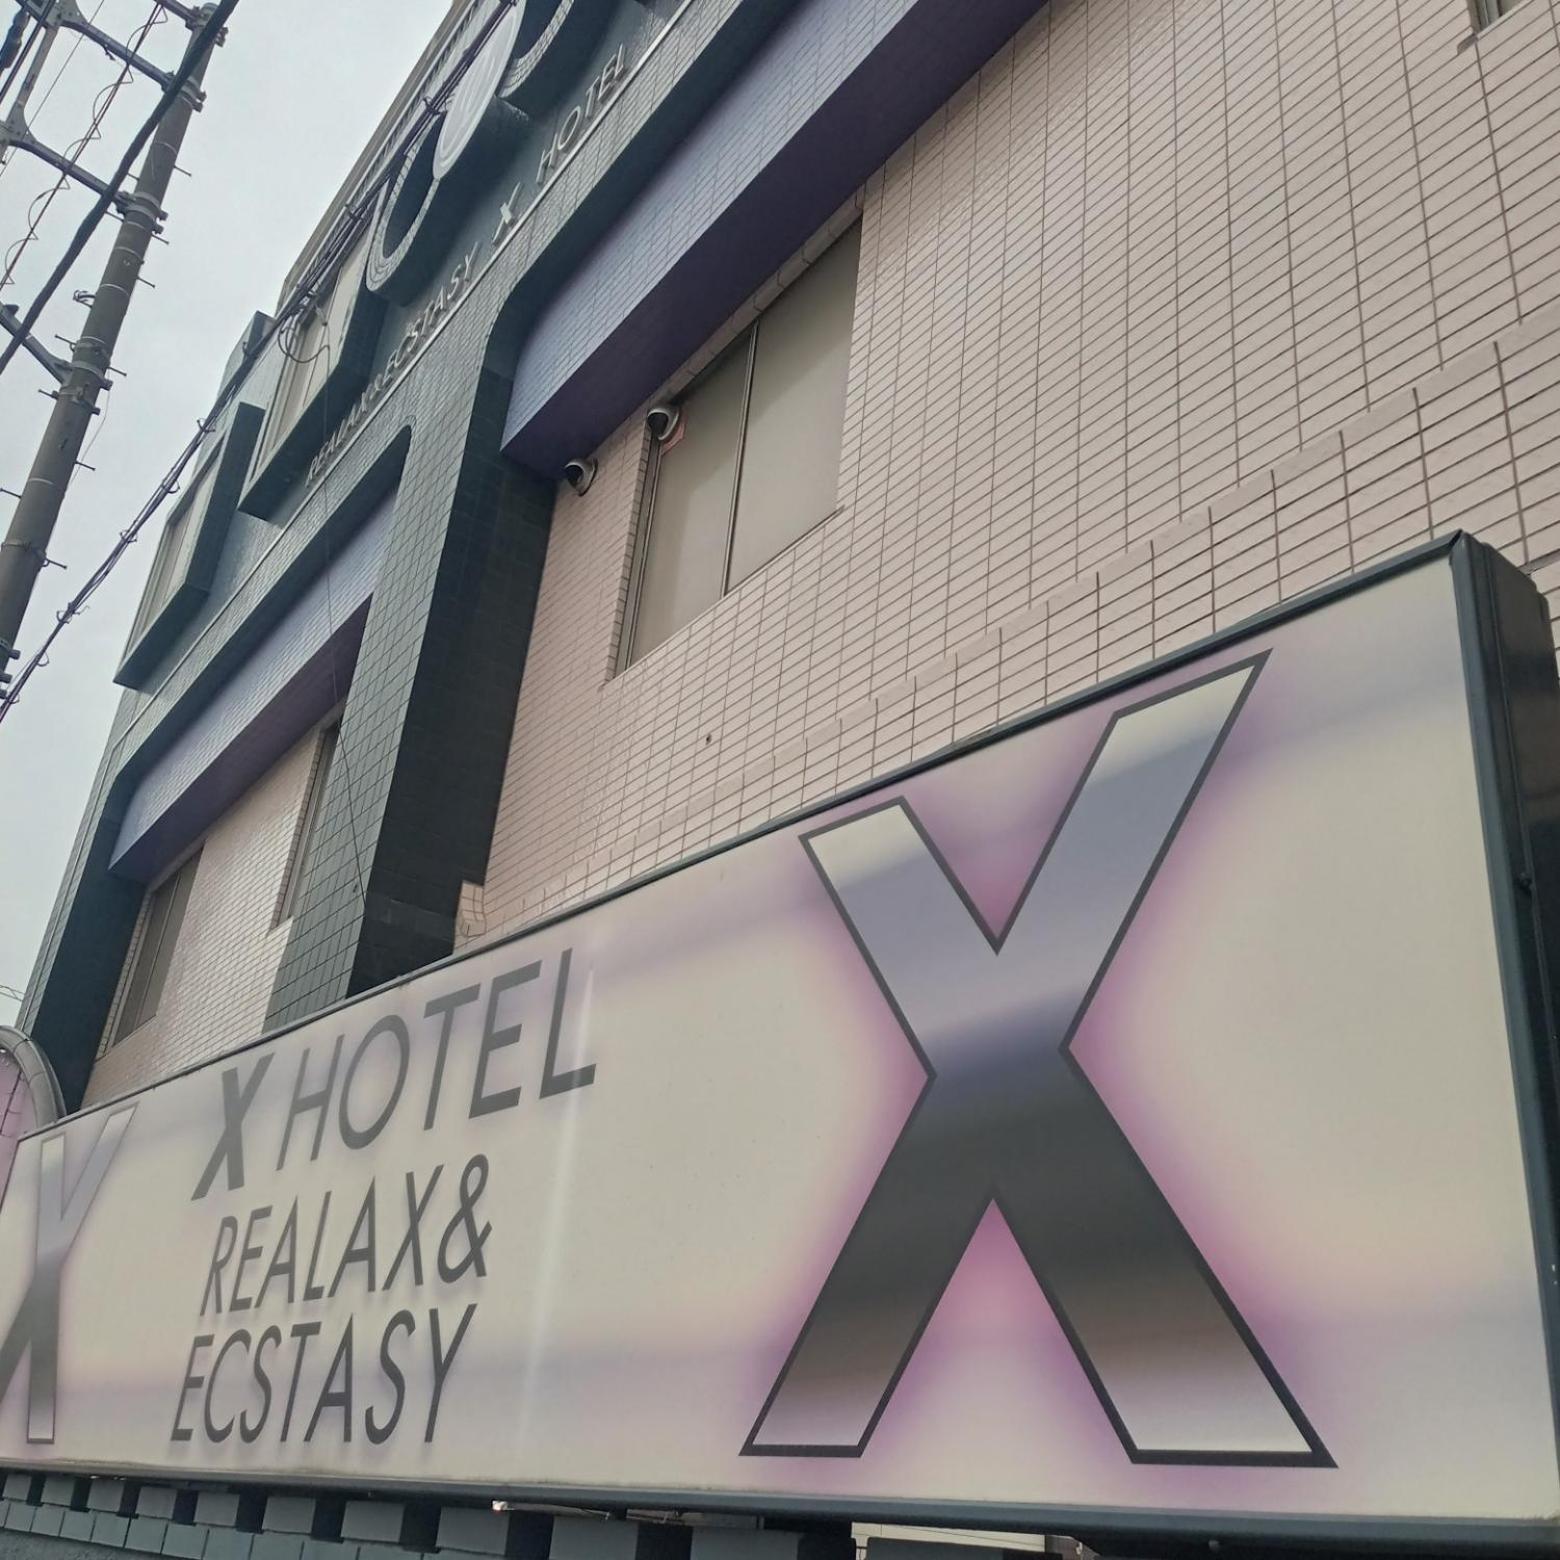 REALAX&ECSTASY X HOTEL
X HOTEL
REALAX&
ECSTASY
X
X